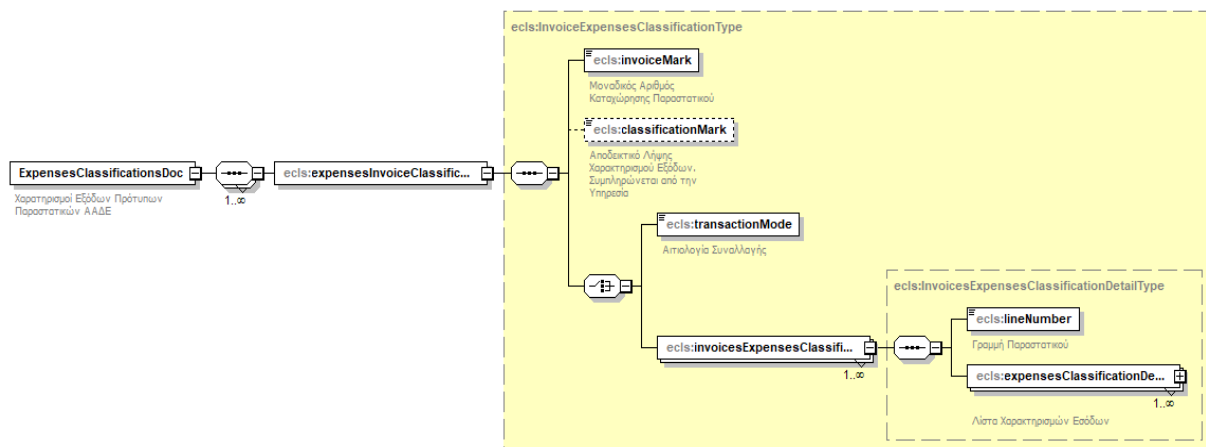 ecls:InvoiceExpensesClassificationType
ecls:invoiceMark
Μοναδικός Αριθμός
Καταχώρησης Παραστατικού
ecls:classificationMark
Αποδεικτικό Λήψης
Χαρακτηρισμού Εξόδων.
Συμπληρώνεται από την
Υπηρεσία
ExpensesClassificationsDoc
Χαρατηρισμοί Εξόδων Πρότυπων
Παραστατικών ΑΑΔΕ
1..∞
ecls:expensesInvoiceClassific...
ecls:transactionMode
Αιτιολογία Συναλλαγής
ecls:invoicesExpensesClassifi...
1..∞
ecls:InvoicesExpensesClassificationDetailType
ecls:lineNumber
Γραμμή Παραστατικού
ecls:expensesClassificationDe...
1..∞
Λίστα Χαρακτηρισμών Εσόδων